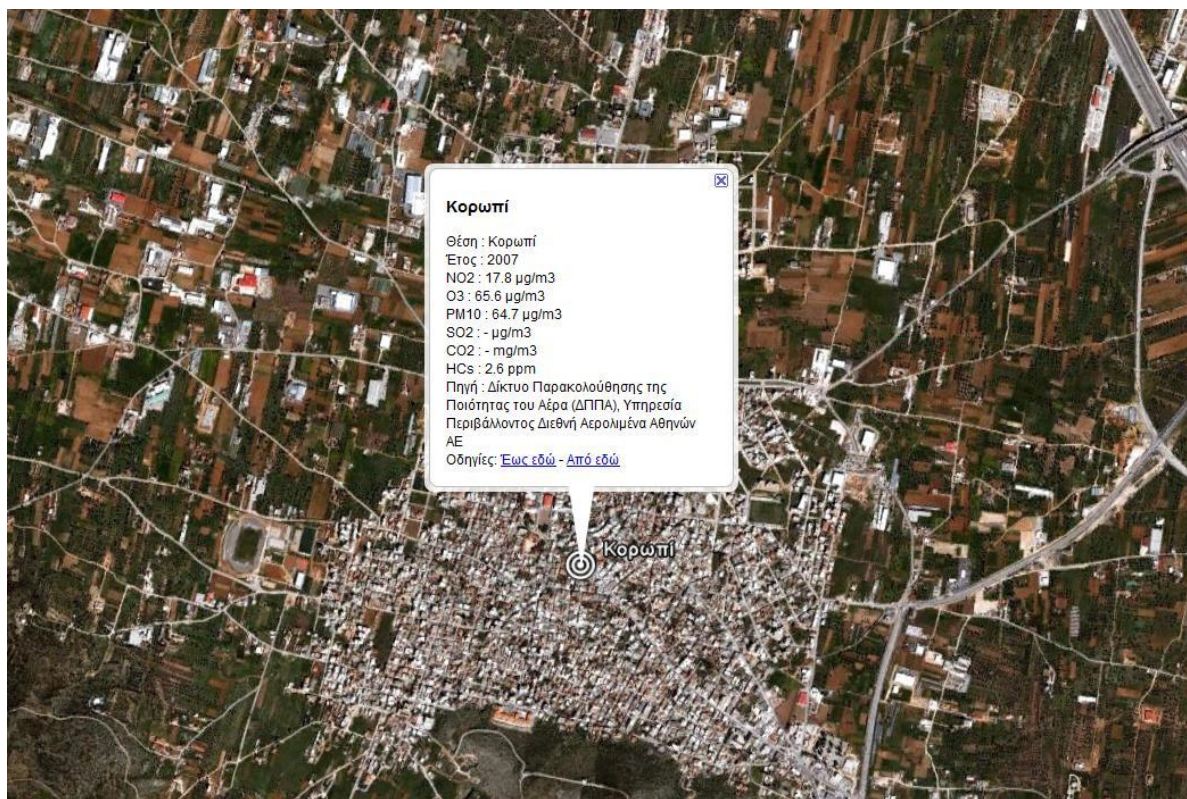 Κορωπί
Θέση : Κορωπί
Έτος : 2007
NO2 : 17.8 μg/m3
O3 : 65.6 μg/m3
PM10 : 64.7 μg/m3
SO2 : - μg/m3
CO2 : - mg/m3
HCs : 2.6 ppm
Πηγή : Δίκτυο Παρακολούθησης της
Ποιότητας του Αέρα (ΔΠΠΑ), Υπηρεσία
Περιβάλλοντος Διεθνή Αερολιμένα Αθηνών
ΑΕ
Οδηγίες: Έως εδώ - Από εδώ
Κορωπί